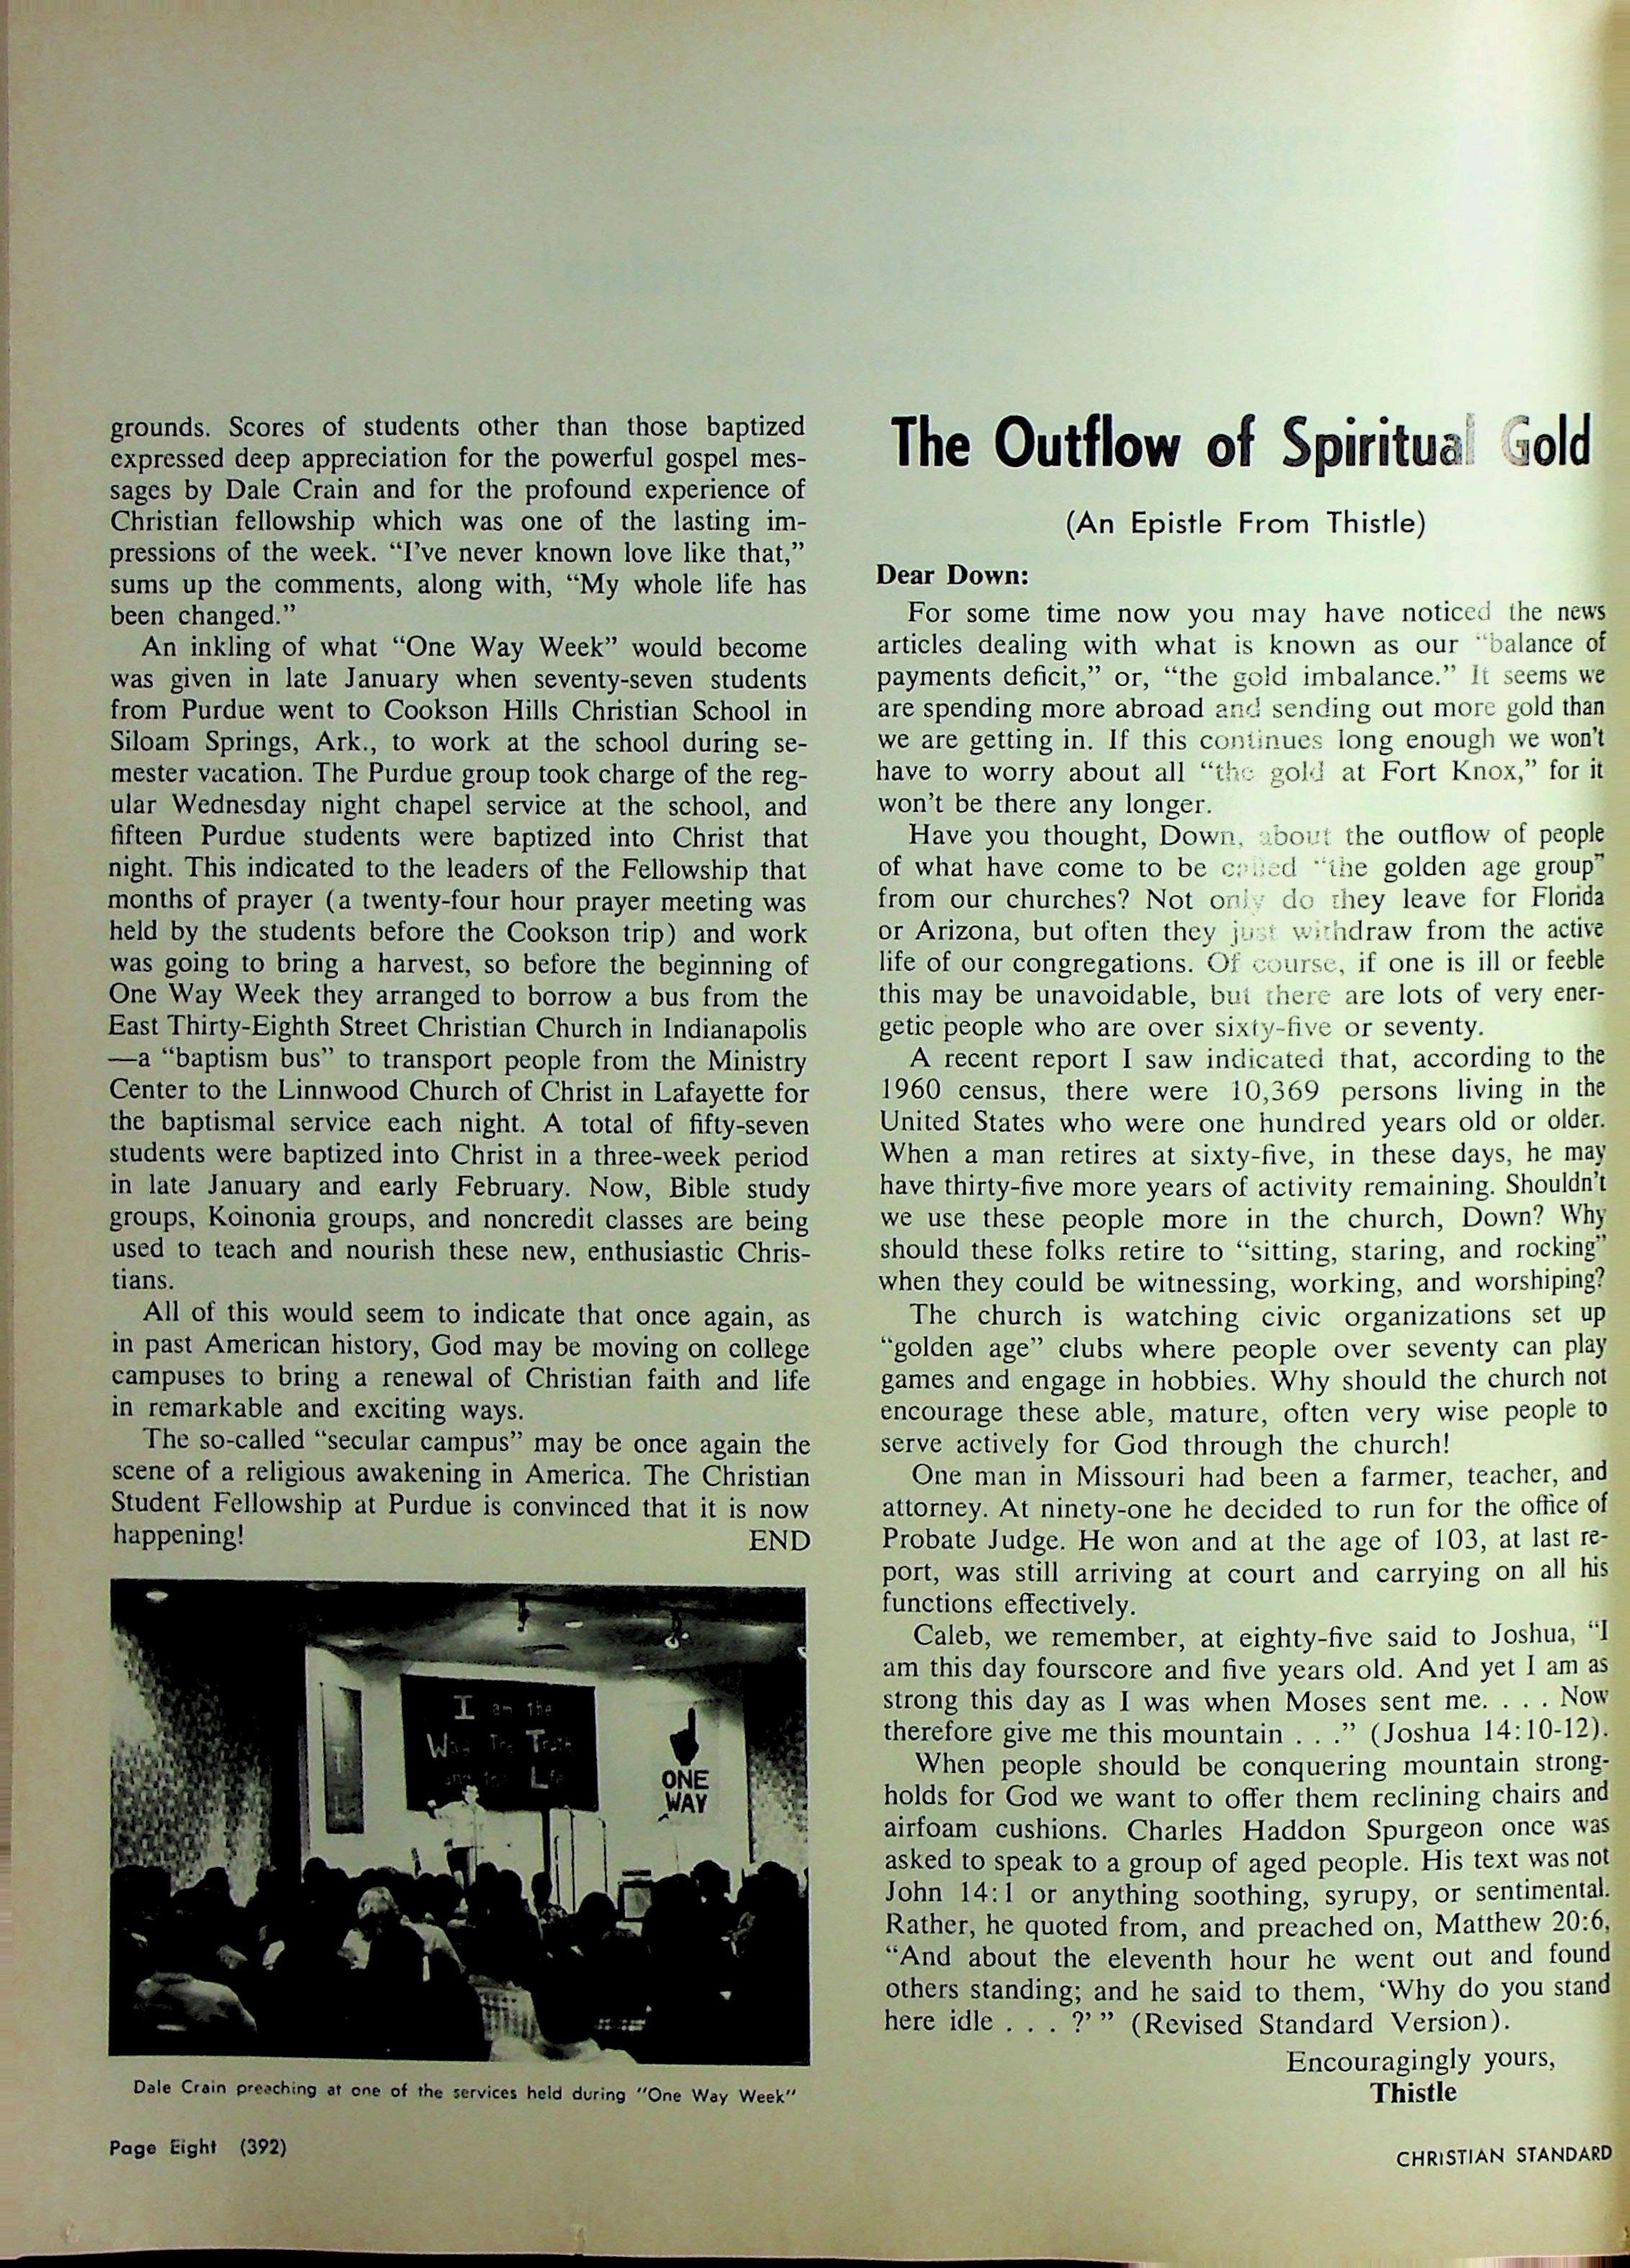 grounds. Scores of students other than those baptized
expressed deep appreciation for the powerful gospel mes-
sages by Dale Crain and for the profound experience of
Christian fellowship which was one of the lasting im-
pressions of the week. “I’ve never known love like that,”
sums up the comments, along with, “My whole life has
been changed.”
An inkling of what “One Way Week” would become
was given in late January when seventy-seven students
from Purdue went to Cookson Hills Christian School in
Siloam Springs, Ark., to work at the school during se-
mester vacation. The Purdue group took charge of the reg-
ular Wednesday night chapel service at the school, and
fifteen Purdue students were baptized into Christ that
night. This indicated to the leaders of the Fellowship that
months of prayer (a twenty-four hour prayer meeting was
held by the students before the Cookson trip) and work
was going to bring a harvest, so before the beginning of
One Way Week they arranged to borrow a bus from the
East Thirty-Eighth Street Christian Church in Indianapolis
—a “baptism bus” to transport people from the Ministry
Center to the Linnwood Church of Christ in Lafayette for
the baptismal service each night. A total of fifty-seven
students were baptized into Christ in a three-week period
in late January and early February. Now, Bible study
groups, Koinonia groups, and noncredit classes are being
used to teach and nourish these new, enthusiastic Chris-
tians.
All of this would seem to indicate that once again, as
in past American history, God may be moving on college
campuses to bring a renewal of Christian faith and life
in remarkable and exciting ways.
The so-called “secular campus” may be once again the
scene of a religious awakening in America. The Christian
Student Fellowship at Purdue is convinced that it is now
happening! END
I am the
Way The Truth
and the Life
ONE
WAY
Dale Crain preaching at one of the services held during “One Way Week”
Page Eight (392)
The Outflow of Spiritual Gold
(An Epistle From Thistle)
Dear Down:
For some time now you may have noticed the news
articles dealing with what is known as our “balance of
payments deficit,” or, “the gold imbalance.” It seems we
are spending more abroad and sending out more gold than
we are getting in. If this continues long enough we won’t
have to worry about all “the gold at Fort Knox,” for it
won’t be there any longer.
Have you thought, Down, about the outflow of people
of what have come to be called “the golden age group”
from our churches? Not only do they leave for Florida
or Arizona, but often they just withdraw from the active
life of our congregations. Of course, if one is ill or feeble
this may be unavoidable, but there are lots of very ener-
getic people who are over sixty-five or seventy.
A recent report I saw indicated that, according to the
1960 census, there were 10,369 persons living in the
United States who were one hundred years old or older.
When a man retires at sixty-five, in these days, he may
have thirty-five more years of activity remaining. Shouldn’t
we use these people more in the church, Down? Why
should these folks retire to “sitting, staring, and rocking”
when they could be witnessing, working, and worshiping?
The church is watching civic organizations set up
“golden age” clubs where people over seventy can play
games and engage in hobbies. Why should the church not
encourage these able, mature, often very wise people to
serve actively for God through the church!
One man in Missouri had been a farmer, teacher, and
attorney. At ninety-one he decided to run for the office of
Probate Judge. He won and at the age of 103, at last re-
port, was still arriving at court and carrying on all his
functions effectively.
Caleb, we remember, at eighty-five said to Joshua, “I
am this day fourscore and five years old. And yet I am as
strong this day as I was when Moses sent me. . . . Now
therefore give me this mountain . . .” (Joshua 14:10-12).
When people should be conquering mountain strong-
holds for God we want to offer them reclining chairs and
airfoam cushions. Charles Haddon Spurgeon once was
asked to speak to a group of aged people. His text was not
John 14:1 or anything soothing, syrupy, or sentimental.
Rather, he quoted from, and preached on, Matthew 20:6,
“And about the eleventh hour he went out and found
others standing; and he said to them, ‘Why do you stand
here idle . . . ?’ ” (Revised Standard Version).
Encouragingly yours,
Thistle
CHRISTIAN STANDARD